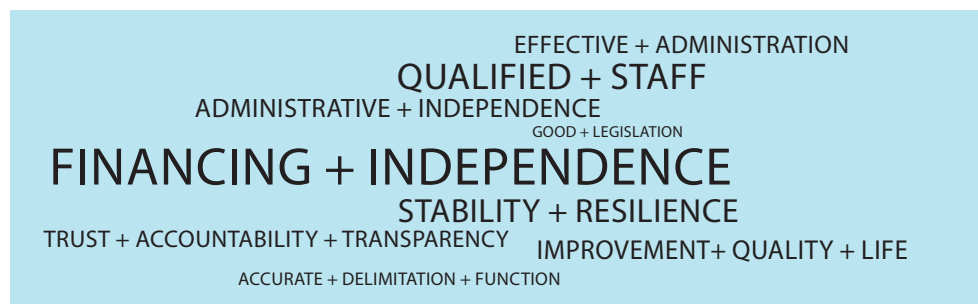 EFFECTIVE + ADMINISTRATION
QUALIFIED + STAFF
ADMINISTRATIVE + INDEPENDENCE
GOOD + LEGISLATION
FINANCING + INDEPENDENCE
STABILITY + RESILIENCE
TRUST + ACCOUNTABILITY + TRANSPARENCY
IMPROVEMENT+ QUALITY + LIFE
ACCURATE + DELIMITATION + FUNCTION